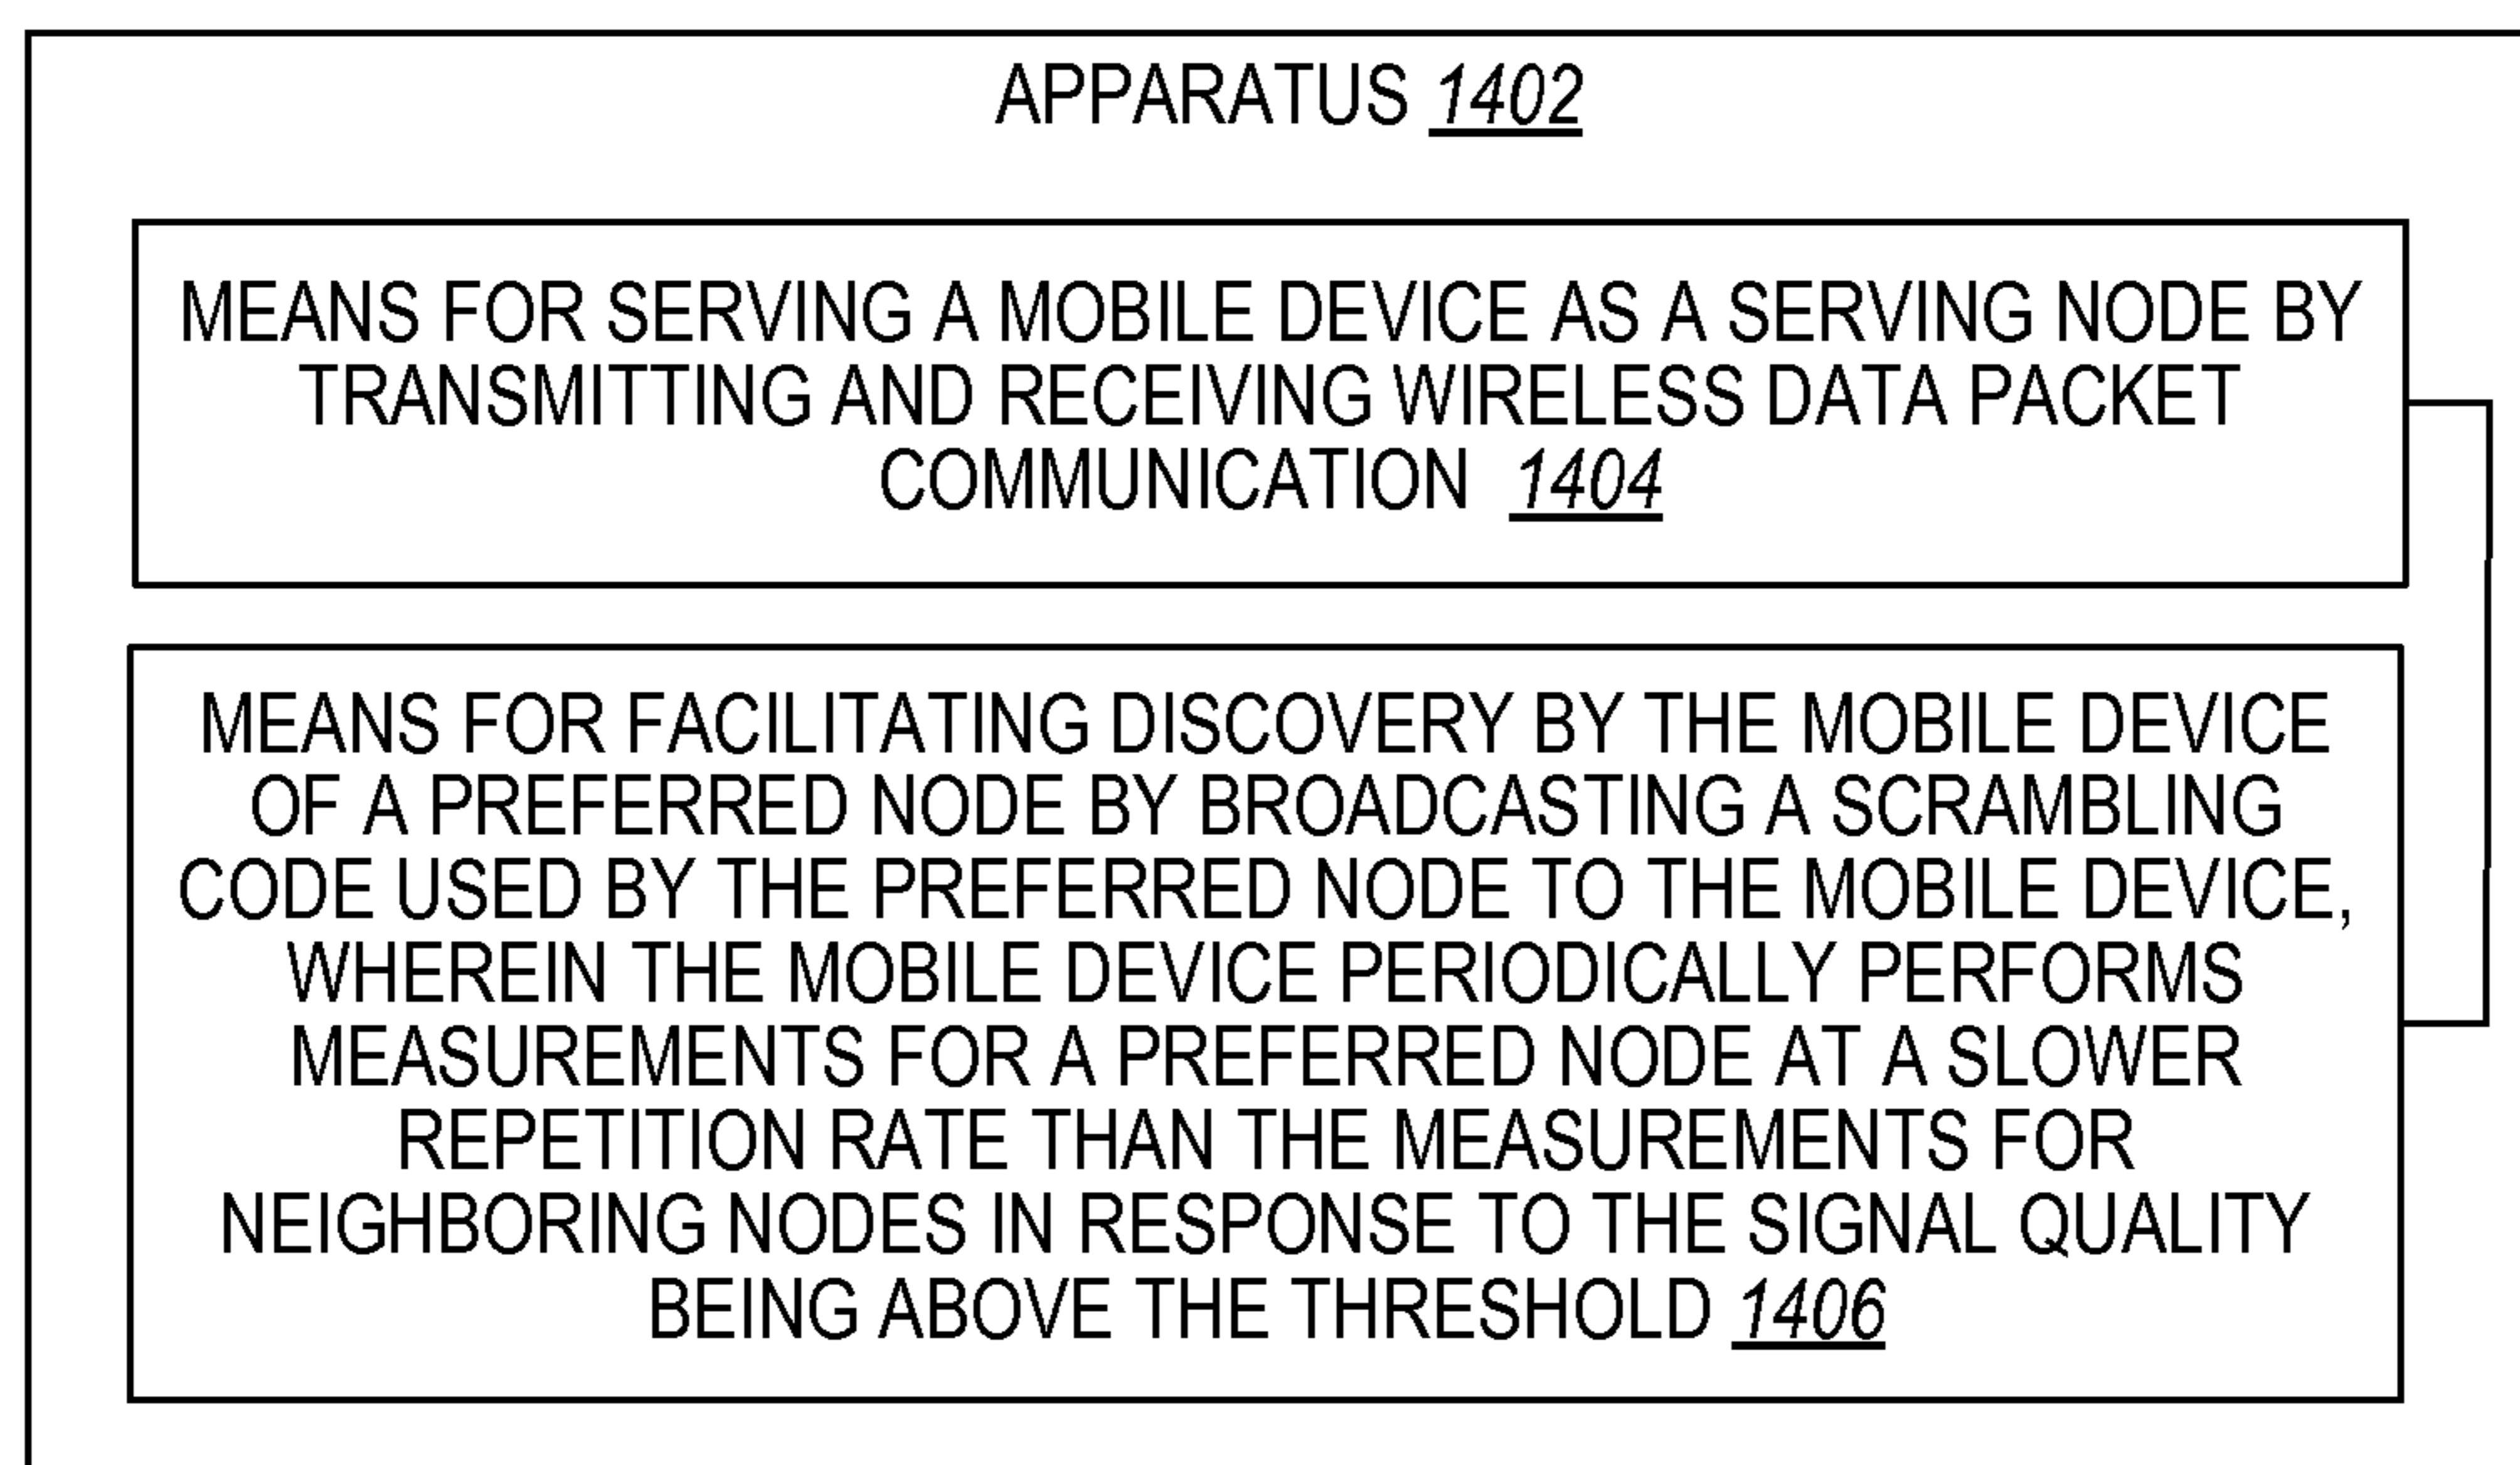 APPARATUS 1402
MEANS FOR SERVING A MOBILE DEVICE AS A SERVING NODE BY
TRANSMITTING AND RECEIVING WIRELESS DATA PACKET
COMMUNICATION 1404
MEANS FOR FACILITATING DISCOVERY BY THE MOBILE DEVICE
OF A PREFERRED NODE BY BROADCASTING A SCRAMBLING
CODE USED BY THE PREFERRED NODE TO THE MOBILE DEVICE,
WHEREIN THE MOBILE DEVICE PERIODICALLY PERFORMS
MEASUREMENTS FOR A PREFERRED NODE AT A SLOWER
REPETITION RATE THAN THE MEASUREMENTS FOR
NEIGHBORING NODES IN RESPONSE TO THE SIGNAL QUALITY
BEING ABOVE THE THRESHOLD 1406